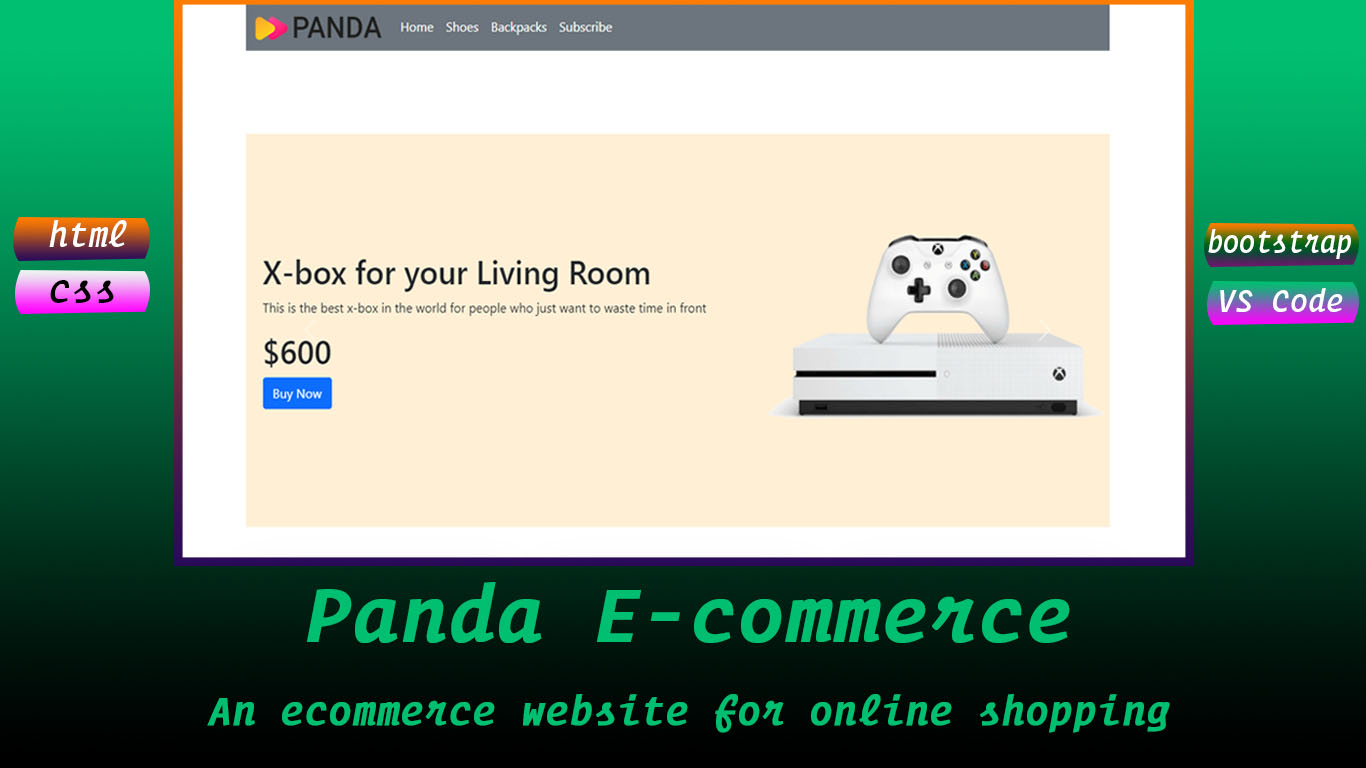 PANDA Home Shoes Backpacks Subscribe
html
css
bootstrap
VS Code
X-box for your Living Room
This is the best x-box in the world for people who just want to waste time in front
$600
Buy Now
Panda E-commerce
An ecommerce website for online shopping